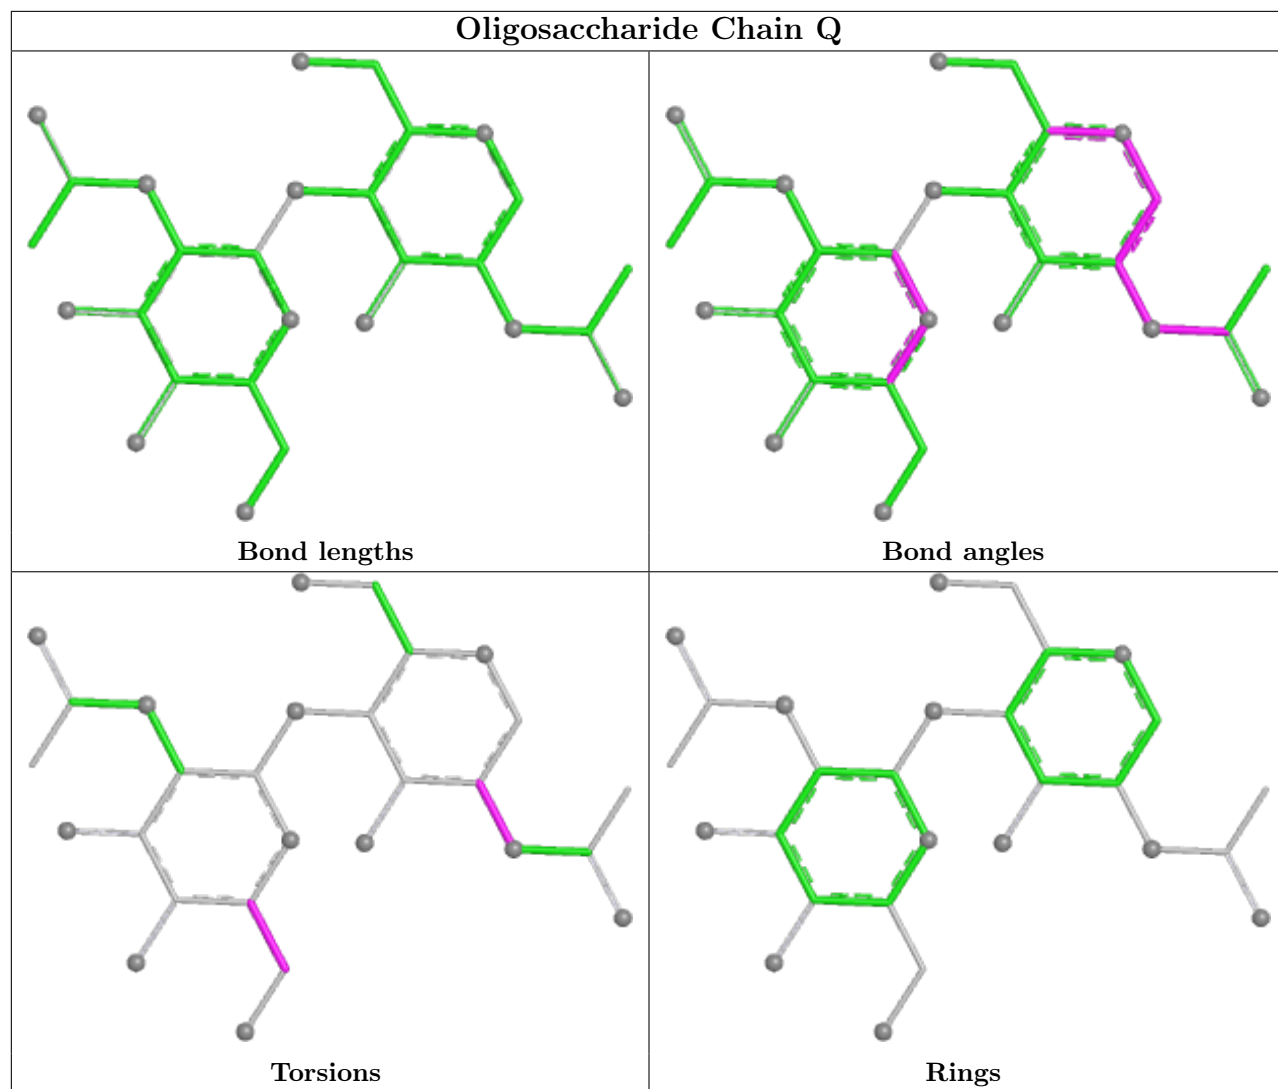 Oligosaccharide Chain Q
Bond lengths
Bond angles
Torsions
Rings